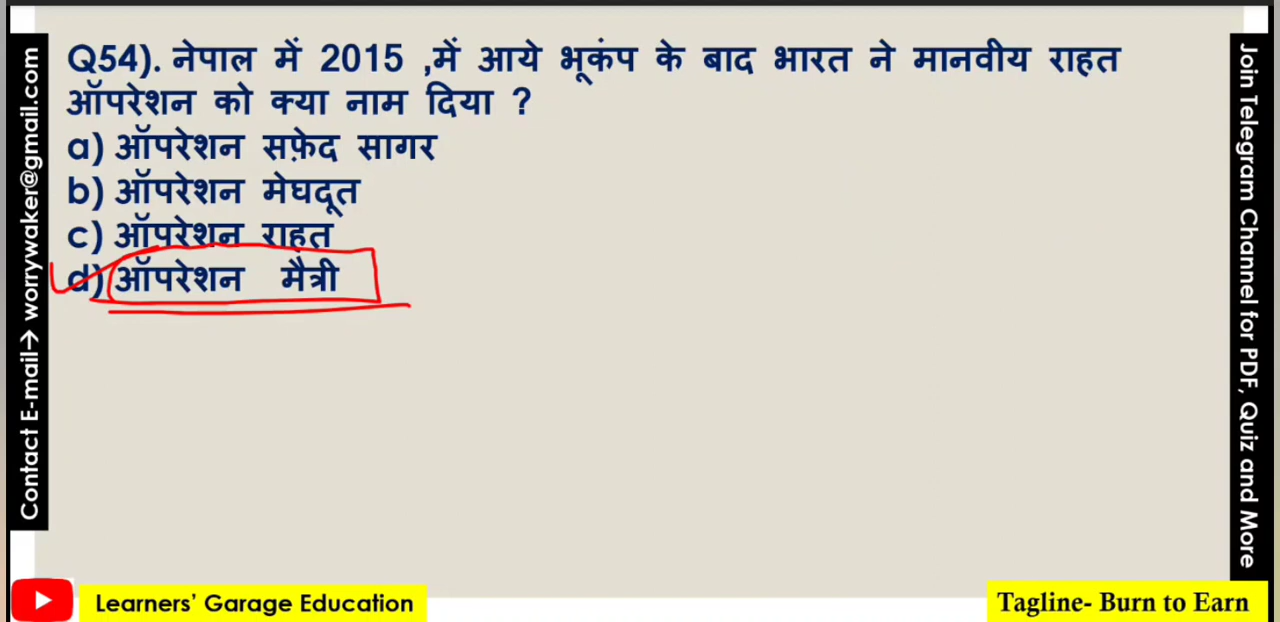 Q54). नेपाल में 2015 ,में आये भूकंप के बाद भारत ने मानवीय राहत
ऑपरेशन को क्या नाम दिया ?
a) ऑपरेशन सफ़ेद सागर
b) ऑपरेशन मेघदूत
c) ऑपरेशन राहत
d) ऑपरेशन मैत्री
Contact E-mail→ worrywaker@gmail.com
Join Telegram Channel for PDF, Quiz and More
Learners’ Garage Education
Tagline- Burn to Earn